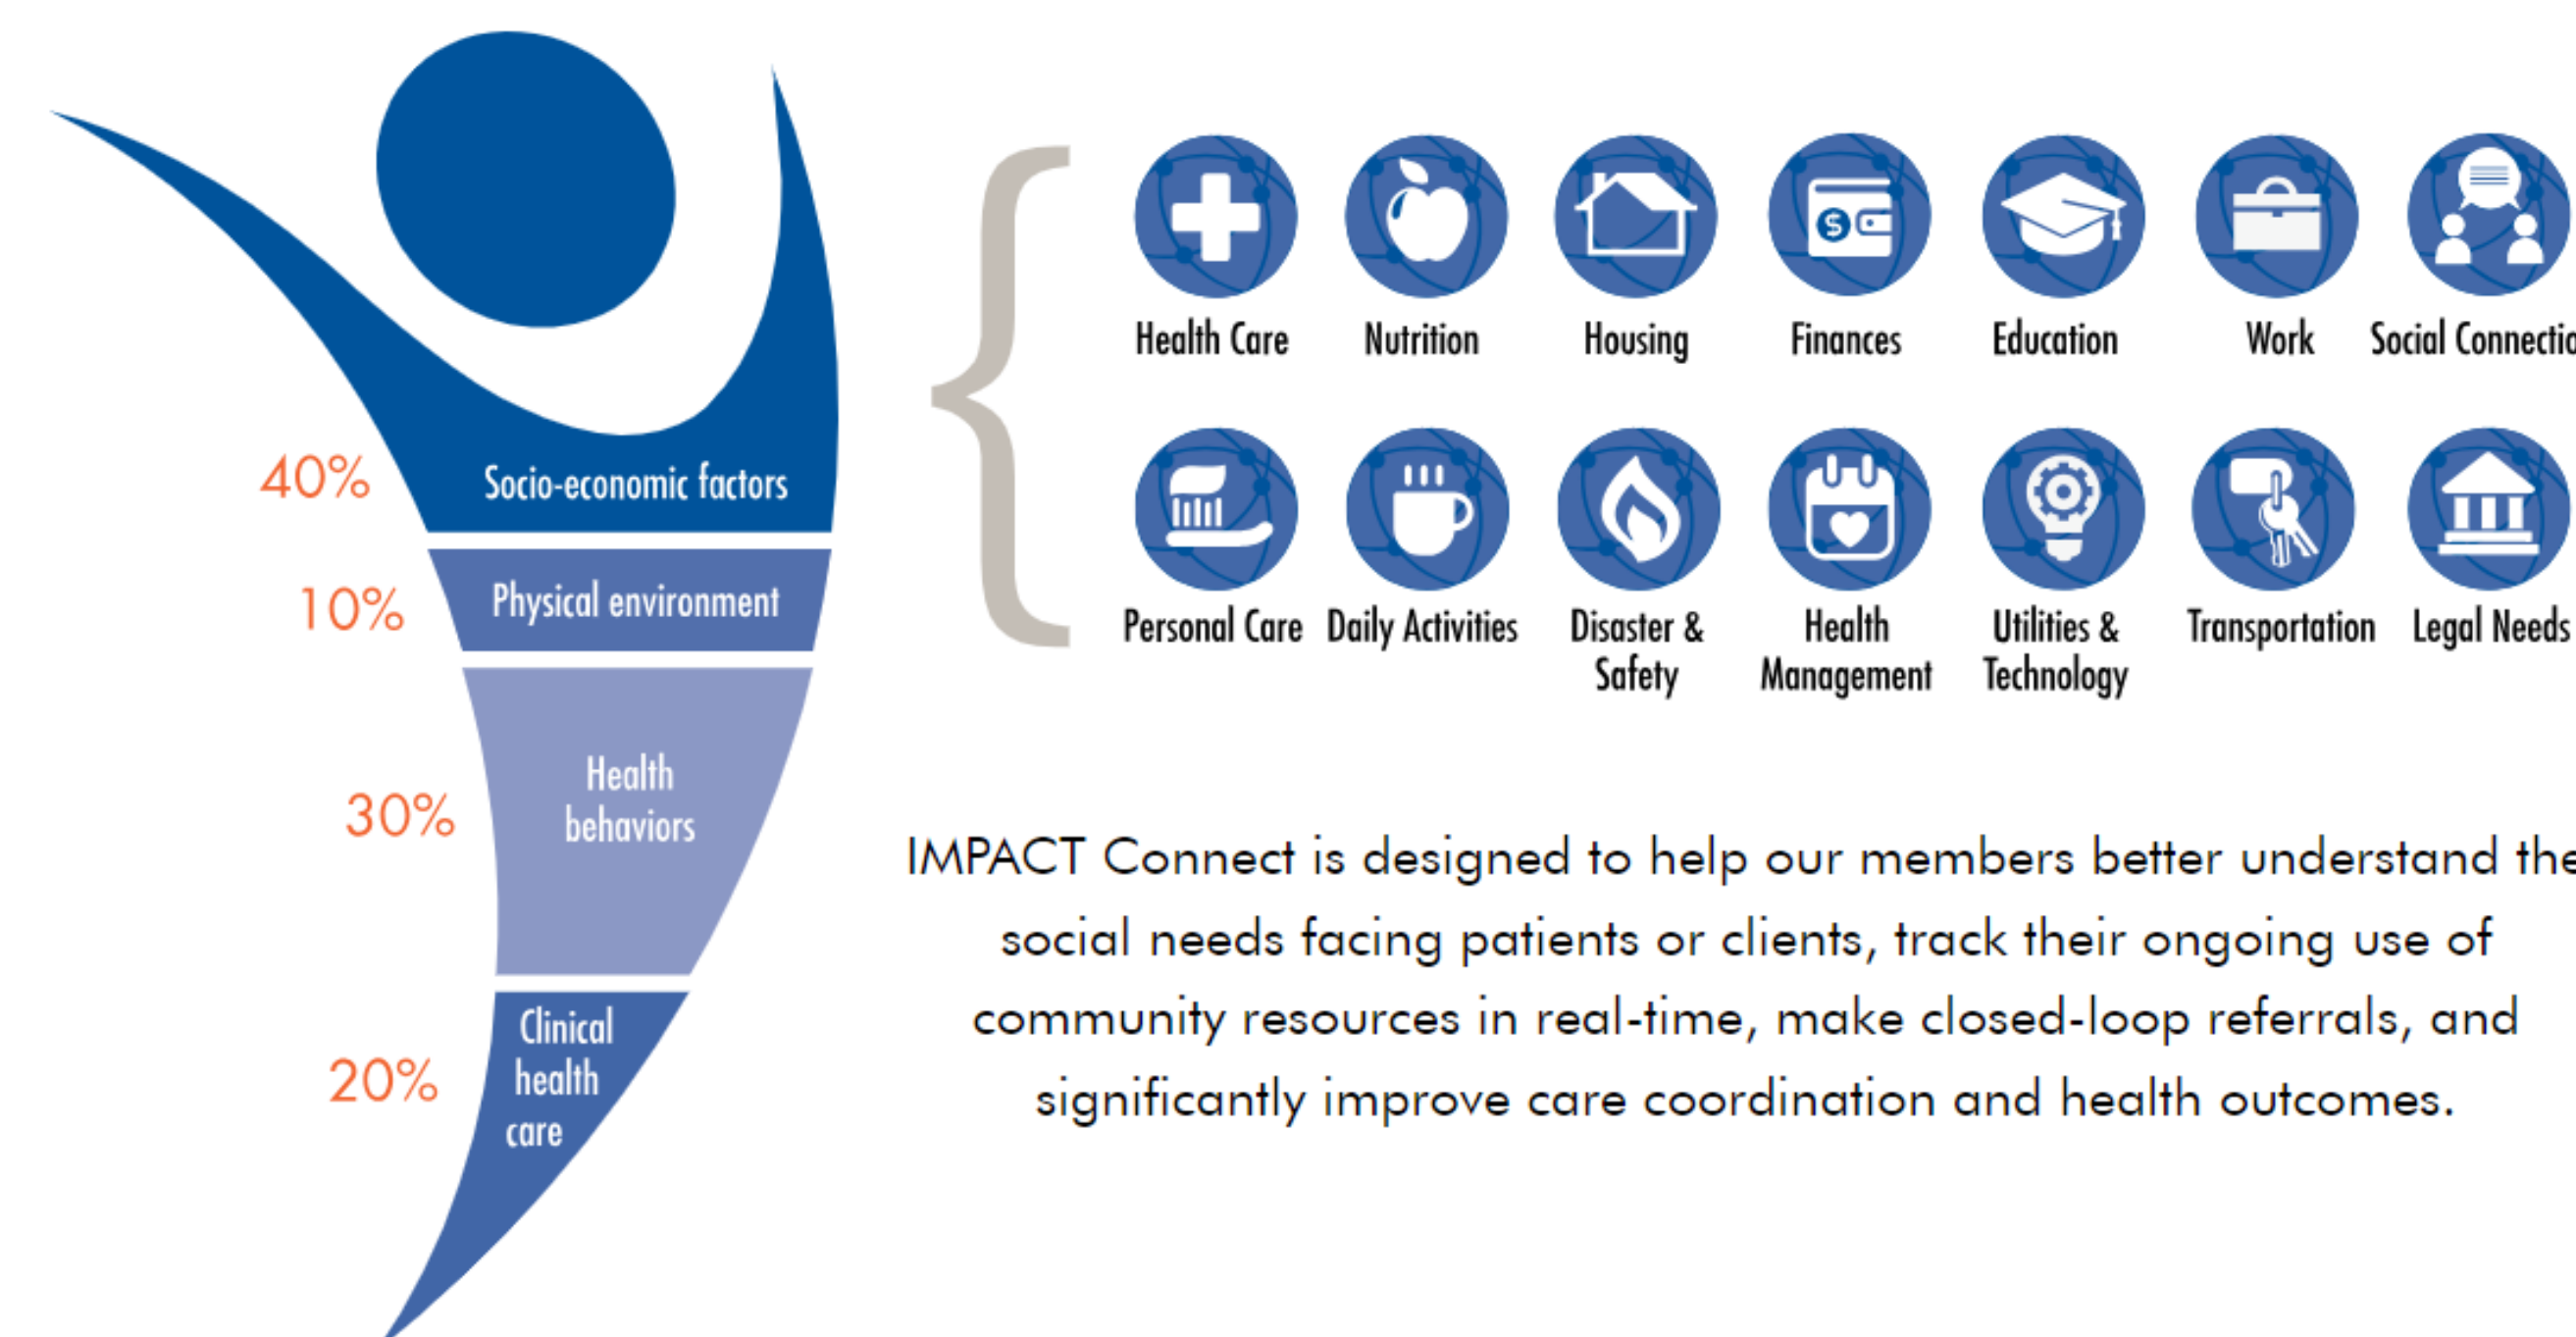 40%
Socio-economic factors
10%
Physical environment
30%
Health
behaviors
20%
Clinical
health
care
Health Care
Nutrition
Housing
$
Finances
Education
Work
Social Connectio
Personal Care
Daily Activities
Disaster &
Safety
Health
Management
Utilities &
Technology
Transportation
Legal Needs
IMPACT Connect is designed to help our members better understand the
social needs facing patients or clients, track their ongoing use of
community resources in real-time, make closed-loop referrals, and
significantly improve care coordination and health outcomes.